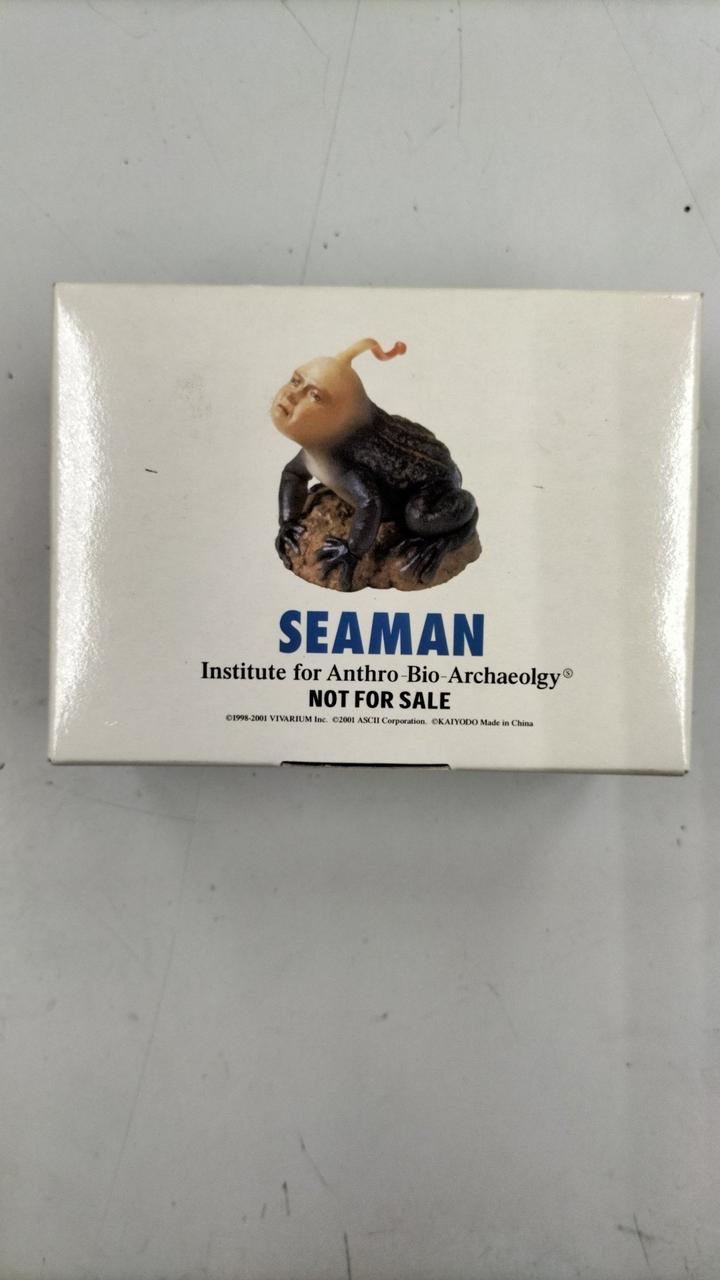 SEAMAN
Institute for Anthro-Bio-Archaeolgy®
NOT FOR SALE
©1998-2001 VIVARIUM Inc. ©2001 ASCII Corporation. ©KAIYODO Made in China